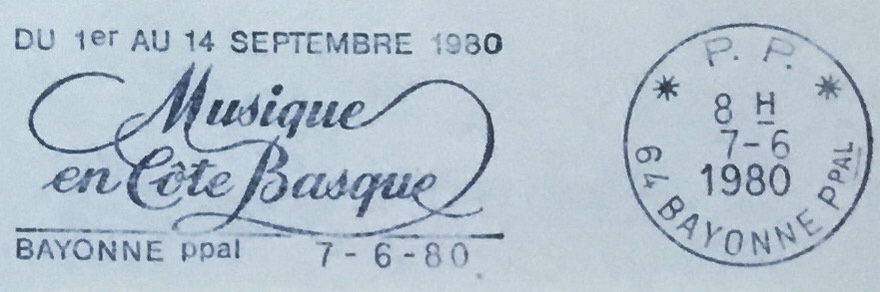 DU 1er AU 14 SEPTEMBRE 1980
Musique
en Côte Basque
BAYONNE ppal 7-6-80
P. P.
8 H
7-6
1980
64 BAYONNE PPAL